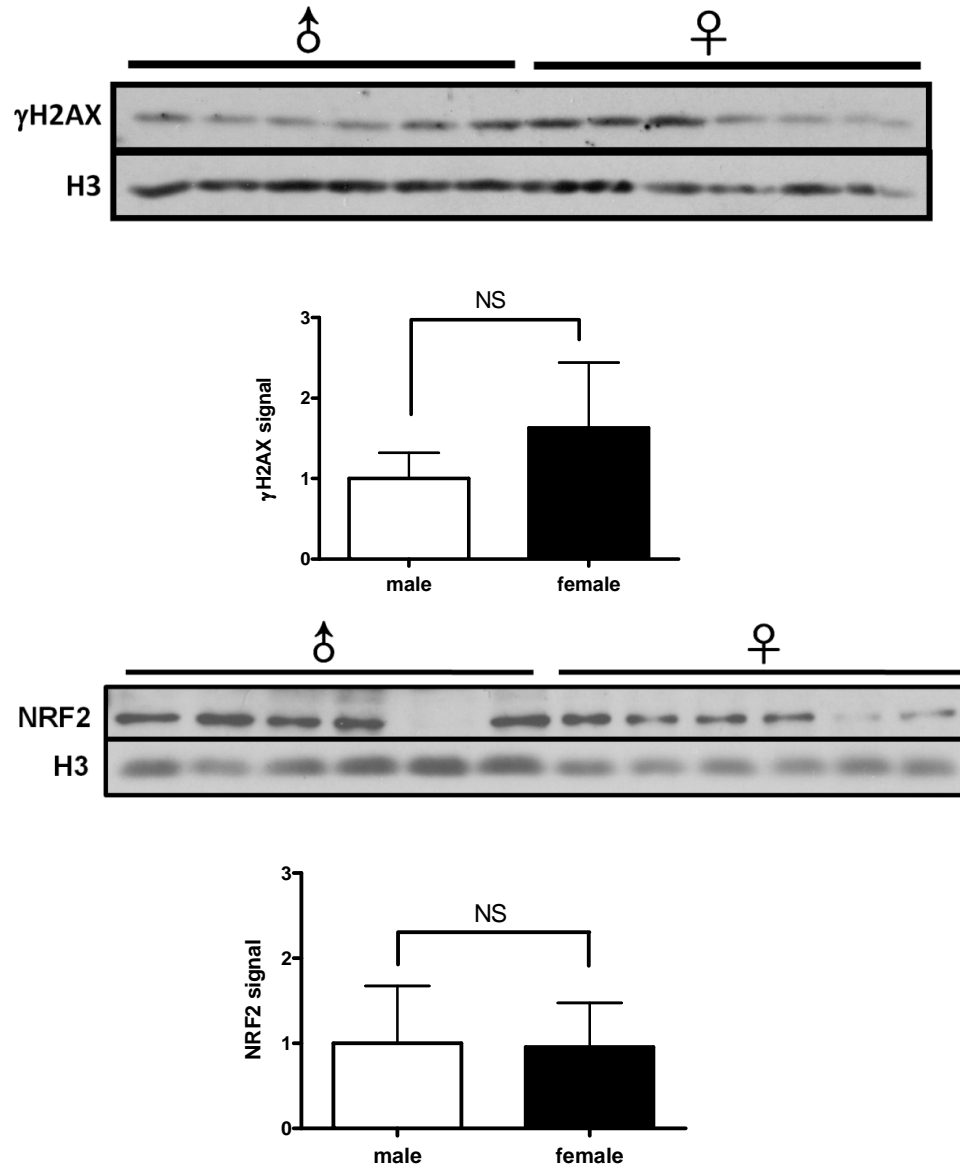 ♂ ♀
γH2AX
H3
NS
3
2
1
0
γH2AX signal
male female
♂ ♀
NRF2
H3
NS
3
2
1
0
NRF2 signal
male female